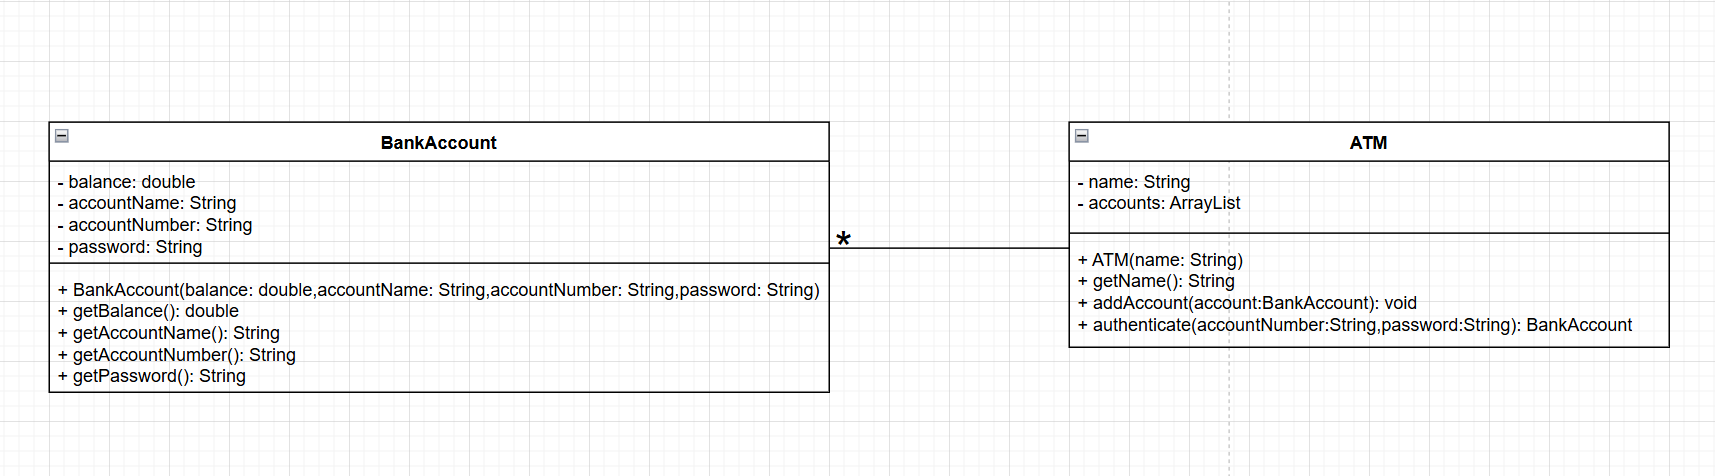 BankAccount
- balance: double
- accountName: String
- accountNumber: String
- password: String
+ BankAccount(balance: double,accountName: String,accountNumber: String,password: String)
+ getBalance(): double
+ getAccountName(): String
+ getAccountNumber(): String
+ getPassword(): String
*
ATM
- name: String
- accounts: ArrayList
+ ATM(name: String)
+ getName(): String
+ addAccount(account:BankAccount): void
+ authenticate(accountNumber:String,password:String): BankAccount